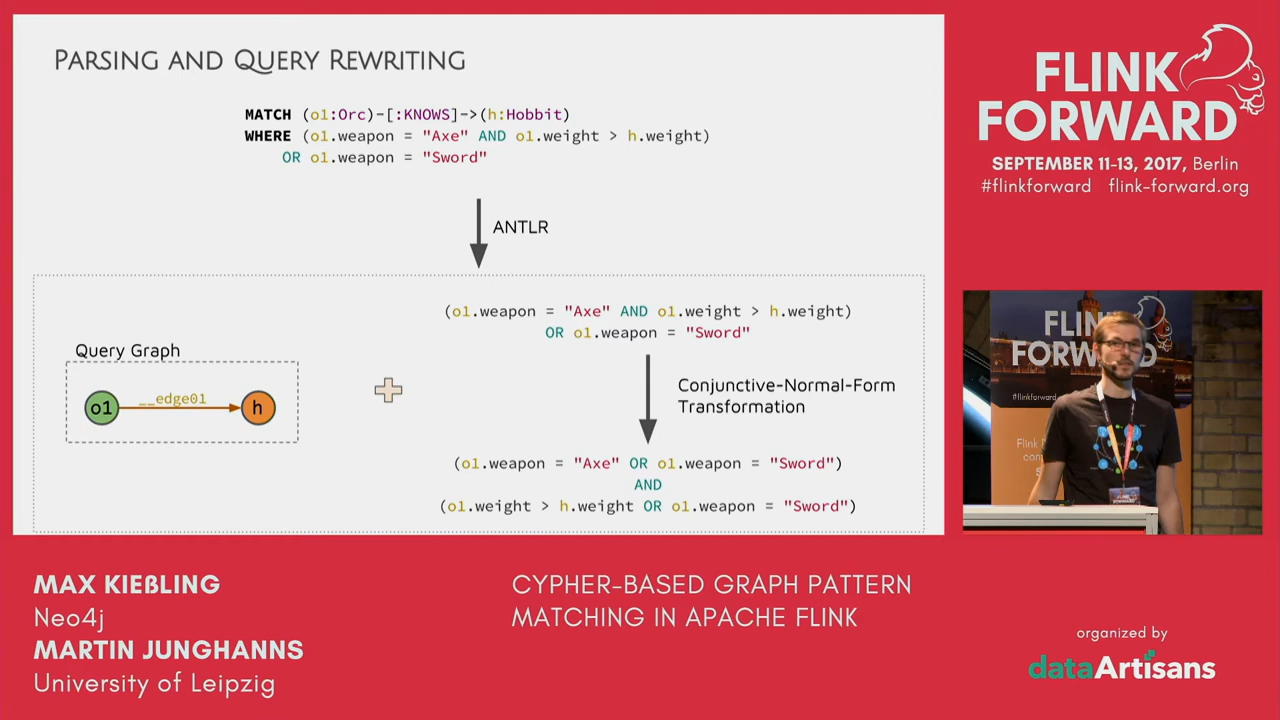 PARSING AND QUERY REWRITING
MATCH (o1:Orc)-[:KNOWS]->(h:Hobbit)
WHERE (o1.weapon = "Axe" AND o1.weight > h.weight)
OR o1.weapon = "Sword"
ANTLR
Query Graph
o1
__edge01
h
(o1.weapon = "Axe" AND o1.weight > h.weight)
OR o1.weapon = "Sword"
Conjunctive-Normal-Form
Transformation
(o1.weapon = "Axe" OR o1.weapon = "Sword")
AND
(o1.weight > h.weight OR o1.weapon = "Sword")
FLINK
FORWARD
SEPTEMBER 11-13, 2017, Berlin
#flinkforward flink-forward.org
FLINK
FORWARD
#flinkforward
MAX KIEßLING
Neo4j
MARTIN JUNGHANNS
University of Leipzig
CYPHER-BASED GRAPH PATTERN
MATCHING IN APACHE FLINK
organized by
dataArtisans